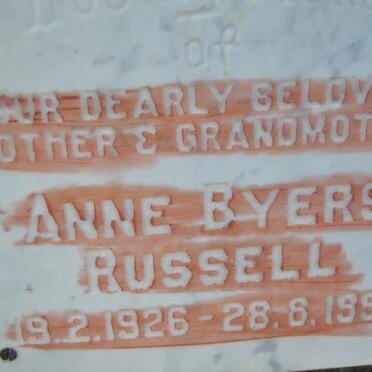 of
OUR DEARLY BELOV
OTHER & GRANDMOT
ANNE BYERS
RUSSELL
19.2.1926 - 28.6.199